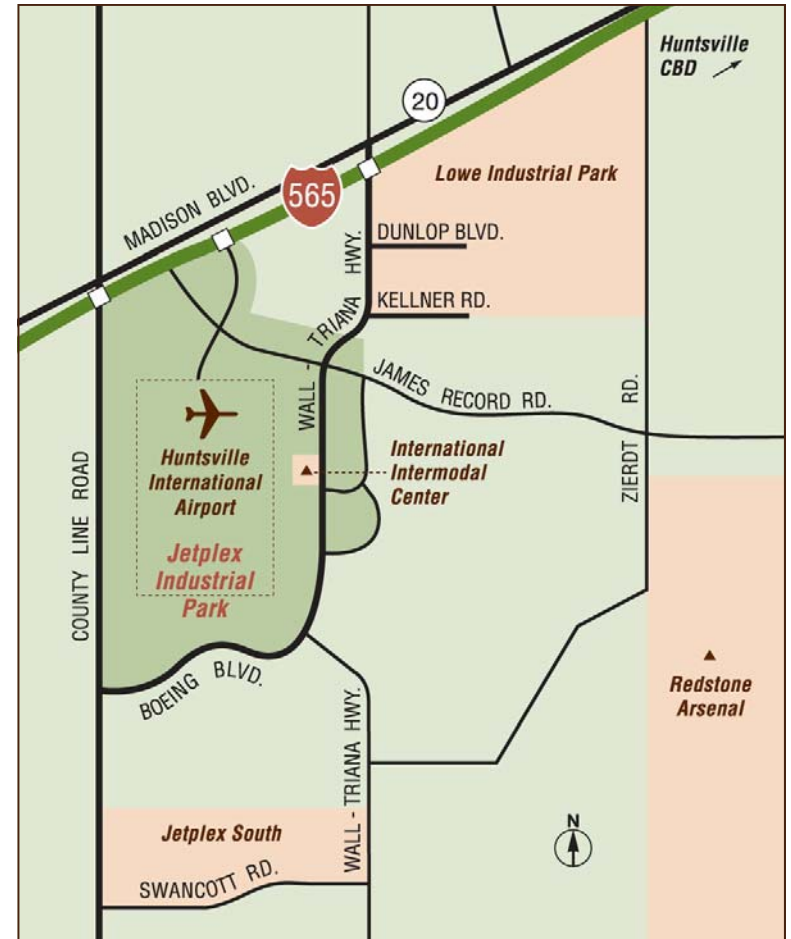 Huntsville
CBD
20
Lowe Industrial Park
565
MADISON BLVD.
DUNLOP BLVD.
KELLNER RD.
WALL - TRIANA HWY.
JAMES RECORD RD.
ZIERDT RD.
COUNTY LINE ROAD
Huntsville
International
Airport
International
Intermodal
Center
Jetplex
Industrial
Park
BOEING BLVD.
Redstone
Arsenal
WALL - TRIANA HWY.
Jetplex South
SWANCOTT RD.
N